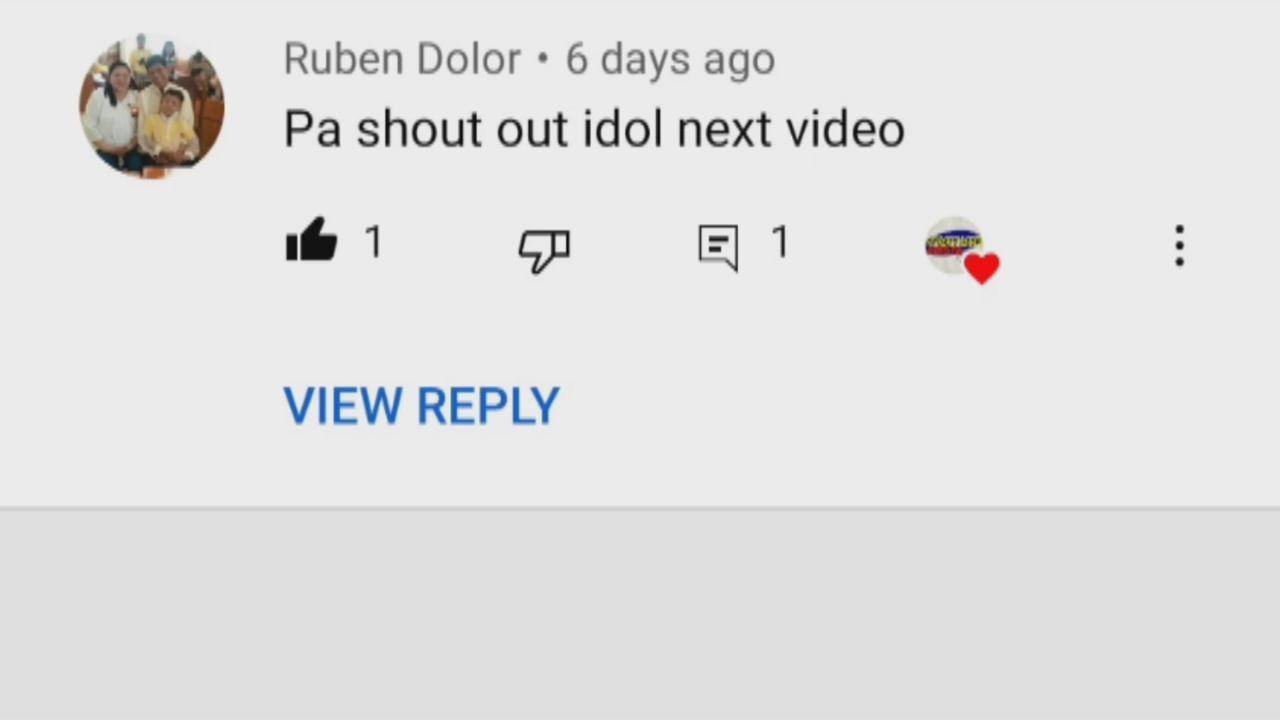 Ruben Dolor • 6 days ago
Pa shout out idol next video
1
1
VIEW REPLY